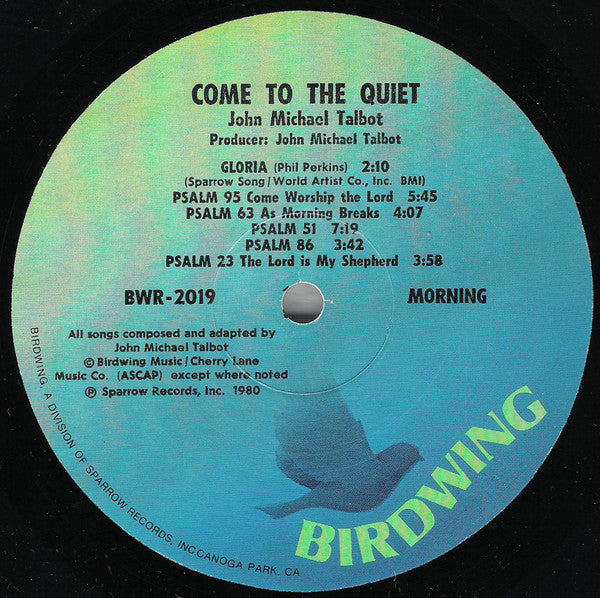 COME TO THE QUIET
John Michael Talbot
Producer: John Michael Talbot
GLORIA (Phil Perkins) 2:10
(Sparrow Song/World Artist Co., Inc. BMI)
PSALM 95 Come Worship the Lord 5:45
PSALM 63 As Morning Breaks 4:07
PSALM 51 7:19
PSALM 86 3:42
PSALM 23 The Lord is My Shepherd 3:58
BWR-2019 MORNING
All songs composed and adapted by
John Michael Talbot
© Birdwing Music/Cherry Lane
Music Co. (ASCAP) except where noted
℗ Sparrow Records, Inc. 1980
BIRDWING, A DIVISION OF SPARROW RECORDS, INC CANOGA PARK, CA
BIRDWING